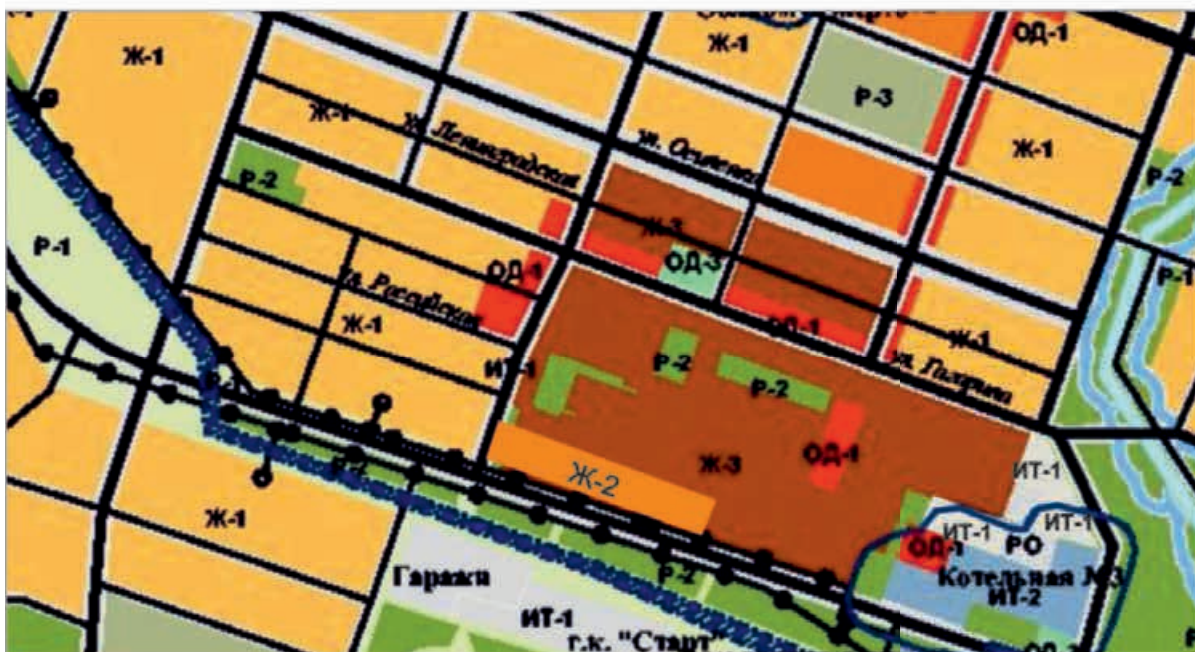 ОД-1
Ж-1
Ж-1
Р-3
Ж-1
ул. Ленинградская
ул. Осипенко
Ж-1
Р-2
Р-2
Р-1
Ж-3
ОД-1
ОД-3
Р-1
ул. Российская
Ж-1
ОД-1
Ж-1
ИТ-1
Р-2
Р-2
ул. Гагарина
Ж-2
Ж-3
ОД-1
ИТ-1
Р-2
Ж-1
ИТ-1
ИТ-1
ОД-1
РО
Гаражи
Р-2
Котельная №3
ИТ-2
ИТ-1
г.к. "Старт"